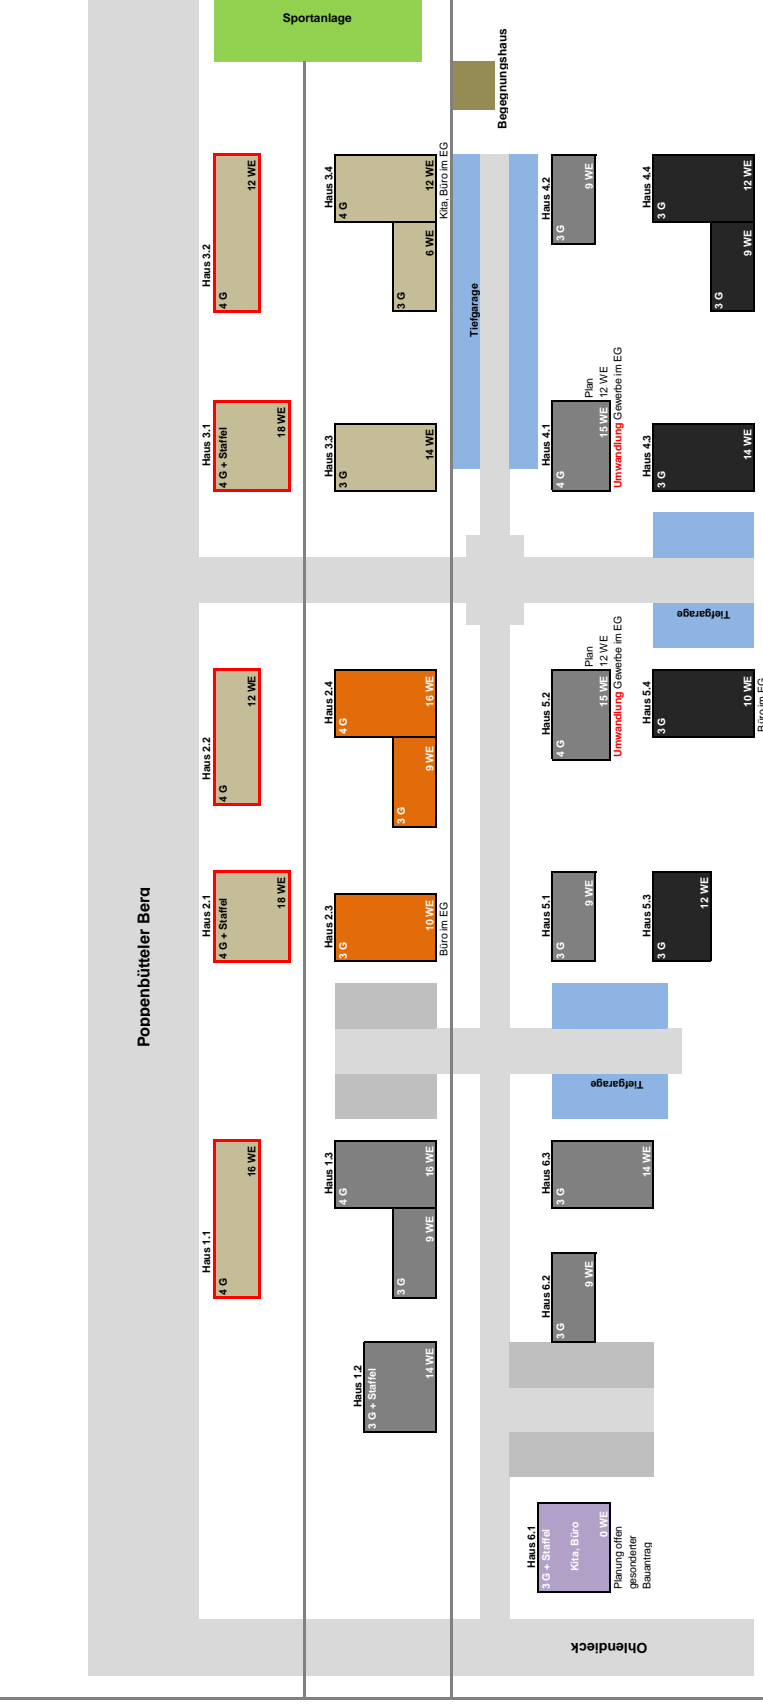 Sportanlage
Begegnungshaus
Poppenbütteler Berg
Haus 3.2
4 G
12 WE
Haus 3.4
4 G
12 WE
3 G
6 WE
Kita, Büro im EG
Tiefgarage
Haus 4.2
3 G
9 WE
Haus 4.4
3 G
12 WE
3 G
9 WE
Haus 3.1
4 G + Staffel
18 WE
Haus 3.3
3 G
14 WE
Haus 4.1
4 G
15 WE
Plan
12 WE
Umwandlung Gewerbe im EG
Haus 4.3
3 G
14 WE
Tiefgarage
Haus 2.2
4 G
12 WE
Haus 2.4
4 G
16 WE
3 G
9 WE
Haus 5.2
4 G
15 WE
Plan
12 WE
Umwandlung Gewerbe im EG
Haus 5.4
3 G
10 WE
Büro im EG
Haus 2.1
4 G + Staffel
18 WE
Haus 2.3
3 G
10 WE
Büro im EG
Haus 5.1
3 G
9 WE
Haus 5.3
3 G
12 WE
Tiefgarage
Haus 1.1
4 G
16 WE
Haus 1.3
4 G
16 WE
3 G
9 WE
Haus 6.3
3 G
14 WE
Haus 6.2
3 G
9 WE
Haus 1.2
3 G + Staffel
14 WE
Haus 6.1
3 G + Staffel
Kita, Büro
0 WE
Planung offen
gesonderter
Bauantrag
Ohlendieck